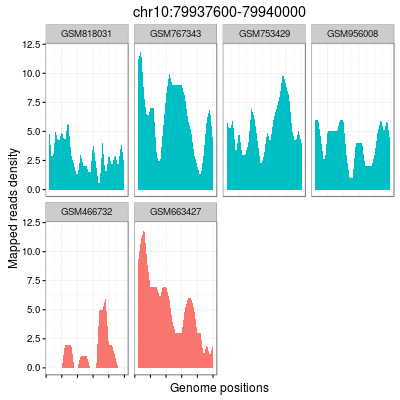 chr10:79937600-79940000
GSM818031 GSM767343 GSM753429 GSM956008
12.5
10.0
7.5
5.0
2.5
0.0
GSM466732 GSM663427
12.5
10.0
7.5
5.0
2.5
0.0
Mapped reads density
Genome positions